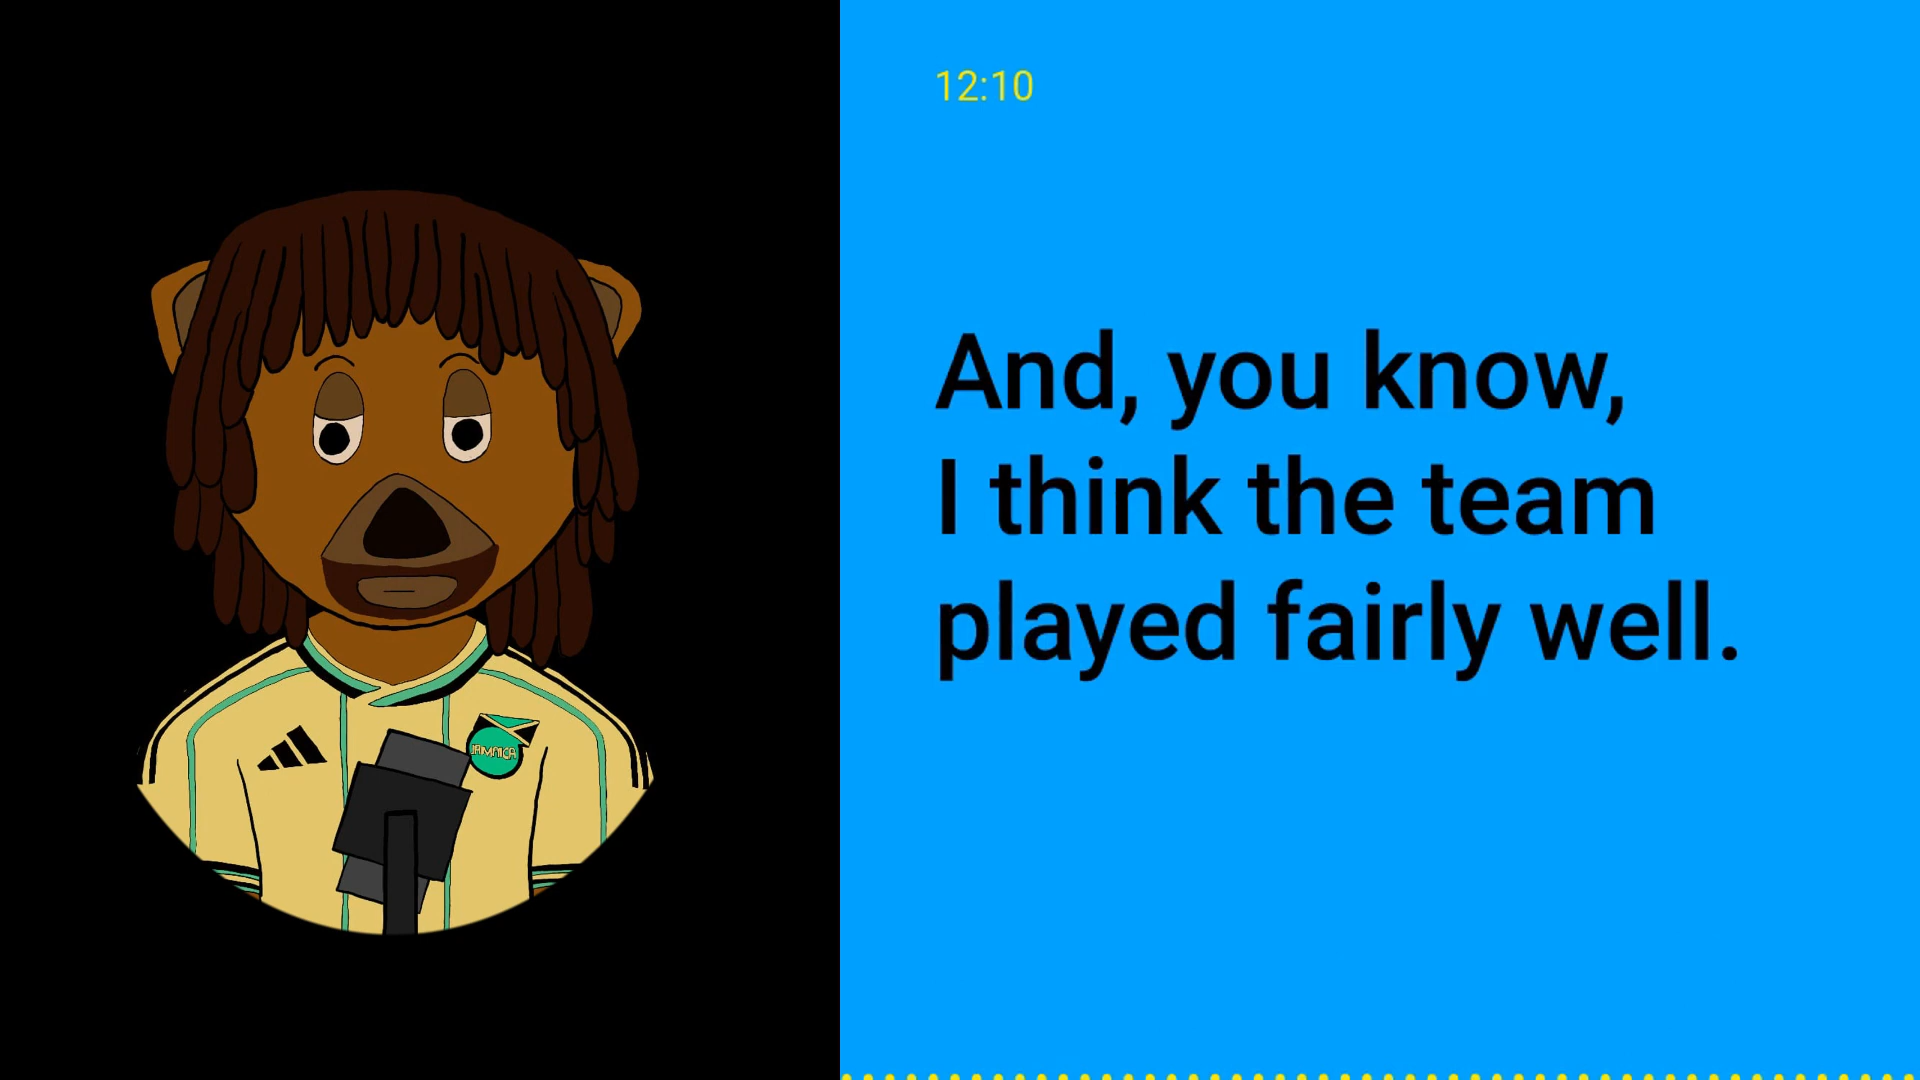 12:10
And, you know,
I think the team
played fairly well.
JAMAICA